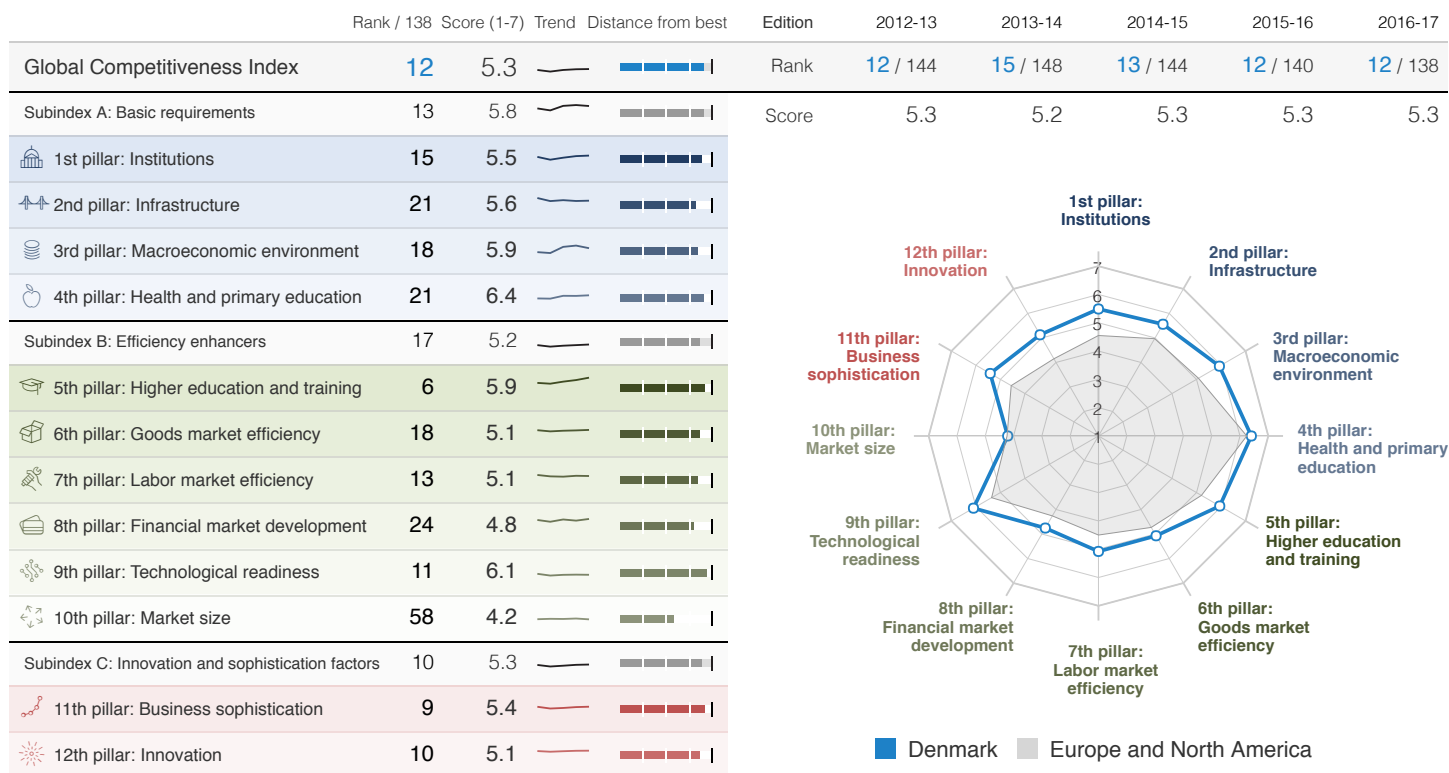 Rank / 138 Score (1-7) Trend Distance from best
Global Competitiveness Index 12 5.3
Subindex A: Basic requirements 13 5.8
1st pillar: Institutions 15 5.5
2nd pillar: Infrastructure 21 5.6
3rd pillar: Macroeconomic environment 18 5.9
4th pillar: Health and primary education 21 6.4
Subindex B: Efficiency enhancers 17 5.2
5th pillar: Higher education and training 6 5.9
6th pillar: Goods market efficiency 18 5.1
7th pillar: Labor market efficiency 13 5.1
8th pillar: Financial market development 24 4.8
9th pillar: Technological readiness 11 6.1
10th pillar: Market size 58 4.2
Subindex C: Innovation and sophistication factors 10 5.3
11th pillar: Business sophistication 9 5.4
12th pillar: Innovation 10 5.1
Edition 2012-13 2013-14 2014-15 2015-16 2016-17
Rank 12 / 144 15 / 148 13 / 144 12 / 140 12 / 138
Score 5.3 5.2 5.3 5.3 5.3
1st pillar:
Institutions
2nd pillar:
Infrastructure
3rd pillar:
Macroeconomic
environment
4th pillar:
Health and primary
education
5th pillar:
Higher education
and training
6th pillar:
Goods market
efficiency
7th pillar:
Labor market
efficiency
8th pillar:
Financial market
development
9th pillar:
Technological
readiness
10th pillar:
Market size
11th pillar:
Business
sophistication
12th pillar:
Innovation
7
6
5
4
3
2
1
Denmark Europe and North America